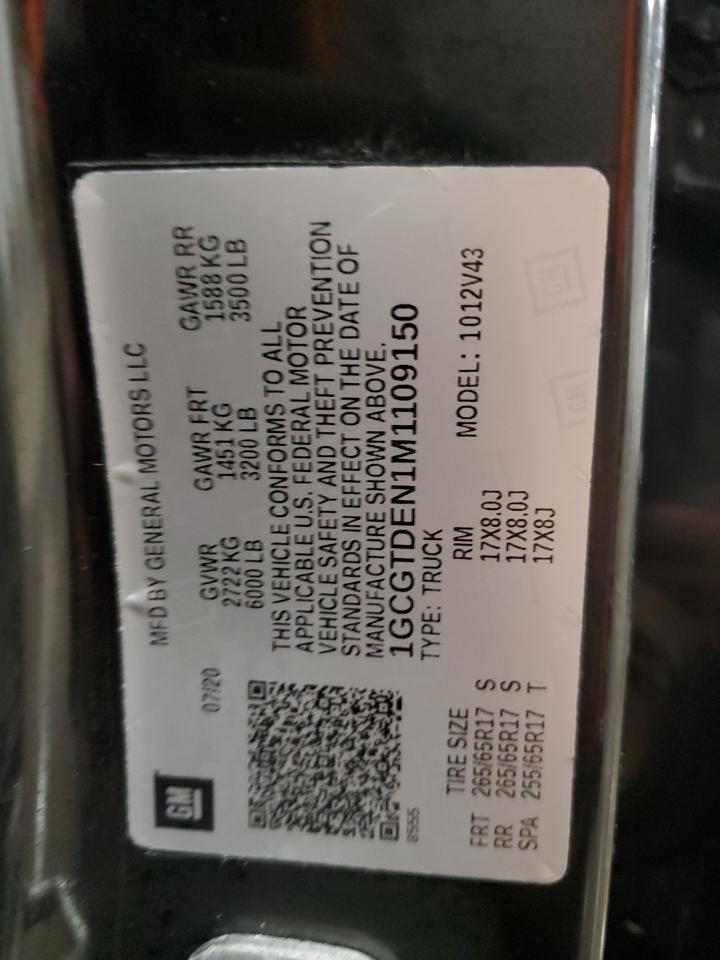 GM
MFD BY GENERAL MOTORS LLC
07/20
GVWR GAWR FRT GAWR RR
2722 KG 1451 KG 1588 KG
6000 LB 3200 LB 3500 LB
THIS VEHICLE CONFORMS TO ALL
APPLICABLE U.S. FEDERAL MOTOR
VEHICLE SAFETY AND THEFT PREVENTION
STANDARDS IN EFFECT ON THE DATE OF
MANUFACTURE SHOWN ABOVE.
1GCGTDEN1M1109150
8555
TYPE: TRUCK
MODEL: 1012V43
TIRE SIZE RIM
FRT 265/65R17 S 17X8.0J
RR 265/65R17 S 17X8.0J
SPA 255/65R17 T 17X8J
GM
GM